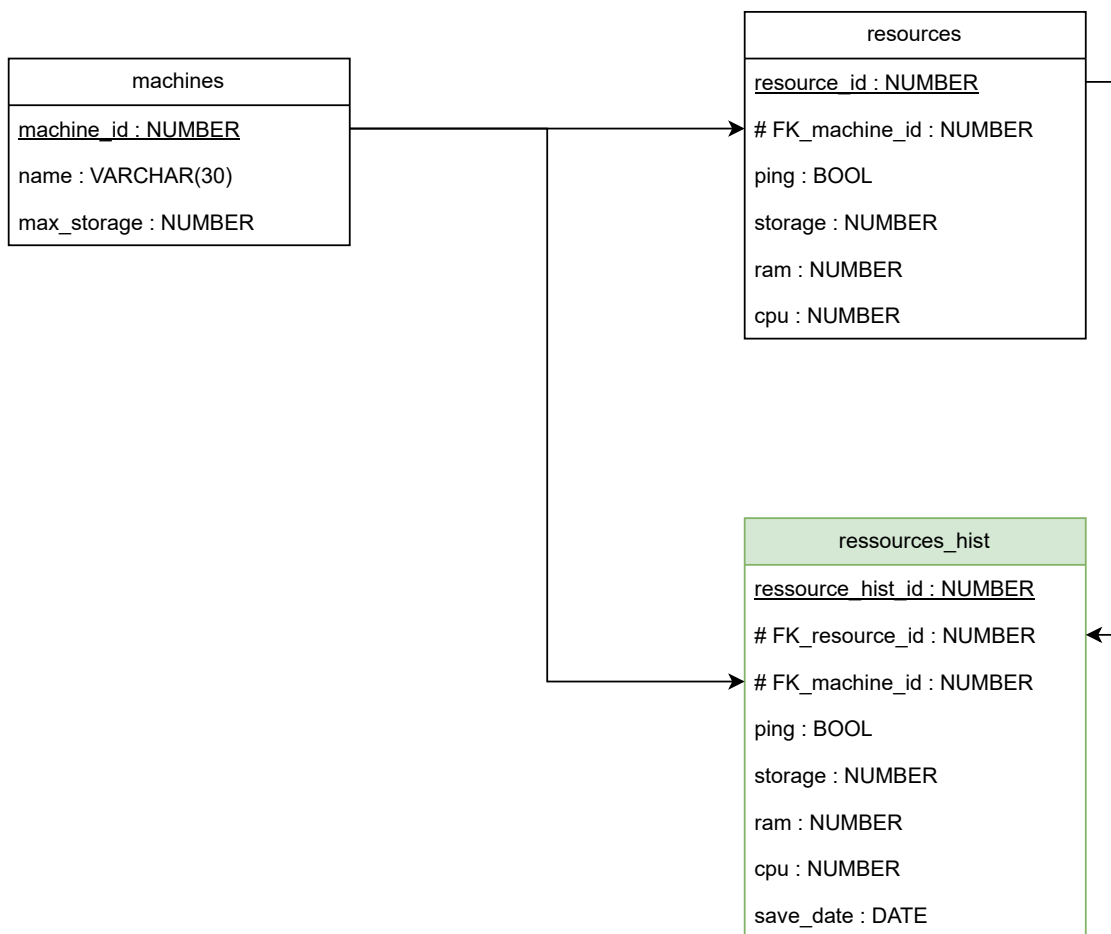 machines
machine_id : NUMBER
name : VARCHAR(30)
max_storage : NUMBER
resources
resource_id : NUMBER
# FK_machine_id : NUMBER
ping : BOOL
storage : NUMBER
ram : NUMBER
cpu : NUMBER
ressources_hist
ressource_hist_id : NUMBER
# FK_resource_id : NUMBER
# FK_machine_id : NUMBER
ping : BOOL
storage : NUMBER
ram : NUMBER
cpu : NUMBER
save_date : DATE